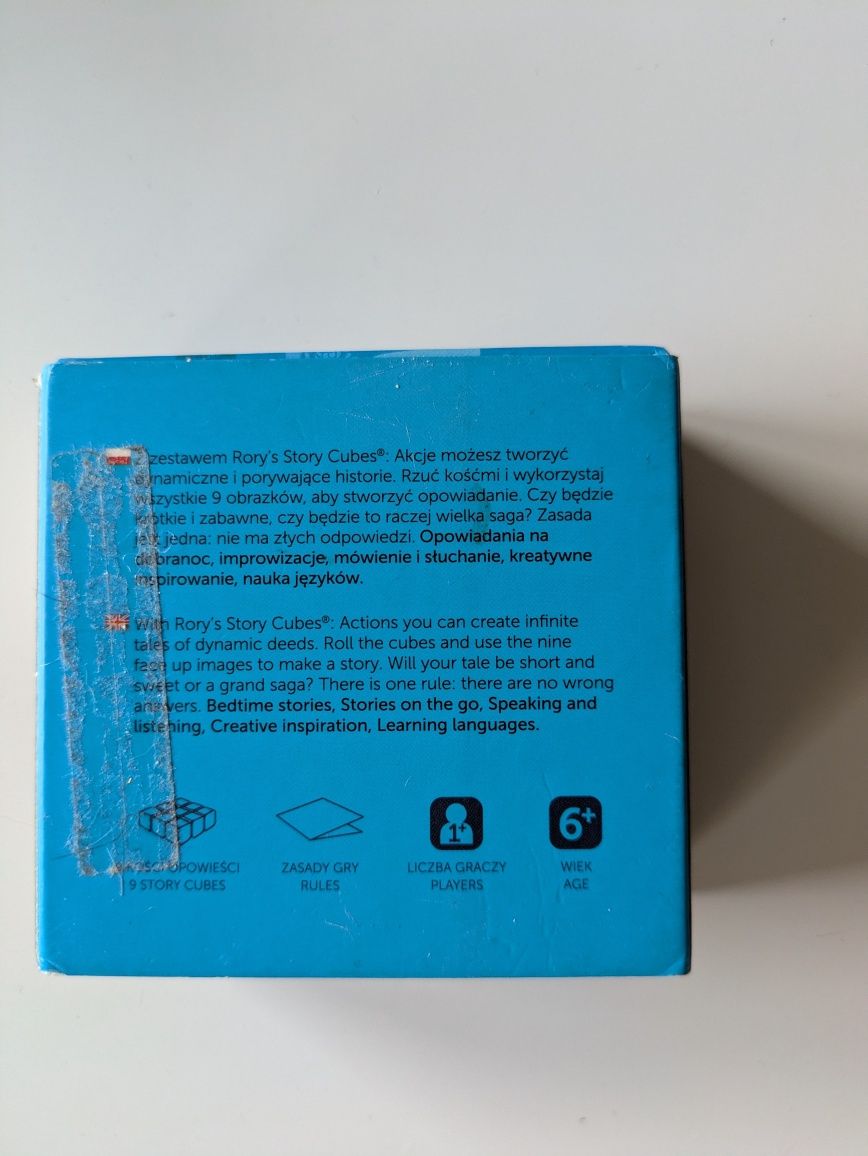 Z zestawem Rory's Story Cubes®: Akcje możesz tworzyć
dynamiczne i porywające historie. Rzuć kośćmi i wykorzystaj
wszystkie 9 obrazków, aby stworzyć opowiadanie. Czy będzie
krótkie i zabawne, czy będzie to raczej wielka saga? Zasada
jest jedna: nie ma złych odpowiedzi. Opowiadania na
dobranoc, improwizacje, mówienie i słuchanie, kreatywne
inspirowanie, nauka języków.
With Rory's Story Cubes®: Actions you can create infinite
tales of dynamic deeds. Roll the cubes and use the nine
face up images to make a story. Will your tale be short and
sweet or a grand saga? There is one rule: there are no wrong
answers. Bedtime stories, Stories on the go, Speaking and
listening, Creative inspiration, Learning languages.
9 KOŚCI OPOWIEŚCI
9 STORY CUBES
ZASADY GRY
RULES
1+
LICZBA GRACZY
PLAYERS
6+
WIEK
AGE